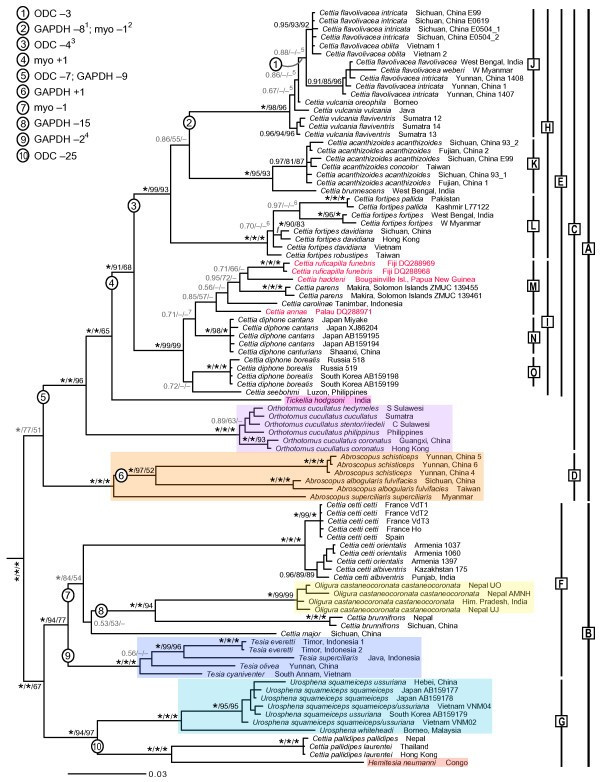 1 ODC –3
2 GAPDH –8¹; myo –1²
3 ODC –4³
4 myo +1
5 ODC –7; GAPDH –9
6 GAPDH +1
7 myo –1
8 GAPDH –15
9 GAPDH –2⁴
10 ODC –25
Cettia flavolivacea intricata Sichuan, China E99
Cettia flavolivacea intricata Sichuan, China E0619
0.95/93/92
Cettia flavolivacea intricata Sichuan, China E0504_1
Cettia flavolivacea intricata Sichuan, China E0504_2
Cettia flavolivacea oblita Vietnam 1
0.88/–/–⁵
Cettia flavolivacea oblita Vietnam 2
1
Cettia flavolivacea flavolivacea West Bengal, India
J
0.86/–/–⁵
Cettia flavolivacea weberi W Myanmar
0.91/85/96
Cettia flavolivacea intricata Yunnan, China 1408
Cettia flavolivacea intricata Yunnan, China 1
0.67/–/–⁵
Cettia flavolivacea intricata Yunnan, China 1407
Cettia vulcania oreophila Borneo
*/98/96
Cettia vulcania vulcania Java
2
Cettia vulcania flaviventris Sumatra 12
H
Cettia vulcania flaviventris Sumatra 14
0.96/94/96
Cettia vulcania flaviventris Sumatra 13
0.86/55/–
Cettia acanthizoides acanthizoides Sichuan, China 93_2
Cettia acanthizoides acanthizoides Fujian, China 2
0.97/81/87
Cettia acanthizoides acanthizoides Sichuan, China E99
K
Cettia acanthizoides concolor Taiwan
*/95/93
Cettia acanthizoides acanthizoides Sichuan, China 93_1
Cettia acanthizoides acanthizoides Fujian, China 1
E
*/99/93
Cettia brunnescens West Bengal, India
*/*/*
Cettia fortipes pallida Pakistan
3
0.97/–/–⁶
Cettia fortipes pallida Kashmir L77122
*/96/*
Cettia fortipes fortipes West Bengal, India
0.70/–/–⁶
*/90/83
Cettia fortipes fortipes W Myanmar
L
Cettia fortipes davidiana Sichuan, China
C
*/*/*
Cettia fortipes davidiana Hong Kong
Cettia fortipes davidiana Vietnam
A
Cettia fortipes robustipes Taiwan
*/91/68
*/*/*
Cettia ruficapilla funebris Fiji DQ288969
0.71/66/–
Cettia ruficapilla funebris Fiji DQ288968
4
0.95/72/–
Cettia haddeni Bougainville Isl., Papua New Guinea
0.56/–/–
*/*/*
Cettia parens Makira, Solomon Islands ZMUC 139455
M
0.85/57/–
Cettia parens Makira, Solomon Islands ZMUC 139461
Cettia carolinae Tanimbar, Indonesia
0.71/–/–⁷
Cettia annae Palau DQ288971
I
Cettia diphone cantans Japan Miyake
*/*/65
*/98/*
Cettia diphone cantans Japan XJ86204
Cettia diphone cantans Japan AB159195
N
*/99/99
Cettia diphone cantans Japan AB159194
Cettia diphone canturians Shaanxi, China
Cettia diphone borealis Russia 518
*/*/*
Cettia diphone borealis Russia 519
O
Cettia diphone borealis South Korea AB159198
*/*/96
0.72/–/–
Cettia diphone borealis South Korea AB159199
Cettia seebohmi Luzon, Philippines
5
Tickellia hodgsoni India
Orthotomus cucullatus hedymeles S Sulawesi
0.89/63/–
Orthotomus cucullatus cucullatus Sumatra
Orthotomus cucullatus stentor/riedeli C Sulawesi
*/*/*
Orthotomus cucullatus philippinus Philippines
*/77/51
*/*/93
Orthotomus cucullatus coronatus Guangxi, China
Orthotomus cucullatus coronatus Hong Kong
Abroscopus schisticeps Yunnan, China 5
*/97/52
*/*/*
Abroscopus schisticeps Yunnan, China 6
6
Abroscopus schisticeps Yunnan, China 4
D
*/*/*
*/*/*
Abroscopus albogularis fulvifacies Sichuan, China
Abroscopus albogularis fulvifacies Taiwan
Abroscopus superciliaris superciliaris Myanmar
Cettia cetti cetti France VdT1
*/99/*
Cettia cetti cetti France VdT2
Cettia cetti cetti France VdT3
Cettia cetti cetti France Ho
Cettia cetti cetti Spain
*/*/*
Cettia cetti orientalis Armenia 1037
Cettia cetti orientalis Armenia 1060
Cettia cetti orientalis Armenia 1397
*/*/*
Cettia cetti albiventris Kazakhstan 175
*/84/54
0.96/89/89
Cettia cetti albiventris Punjab, India
F
Oligura castaneocoronata castaneocoronata Nepal UO
7
*/99/99
Oligura castaneocoronata castaneocoronata Nepal AMNH
Oligura castaneocoronata castaneocoronata Him. Pradesh, India
8
*/*/94
Oligura castaneocoronata castaneocoronata Nepal UJ
*/94/77
*/*/*
Cettia brunnifrons Nepal
0.53/53/–
Cettia brunnifrons Sichuan, China
B
Cettia major Sichuan, China
0.56/–/–
Tesia everetti Timor, Indonesia 1
*/99/96
Tesia everetti Timor, Indonesia 2
9
Tesia superciliaris Java, Indonesia
*/*/*
Tesia olivea Yunnan, China
Tesia cyaniventer South Annam, Vietnam
*/*/67
Urosphena squameiceps ussuriana Hebei, China
Urosphena squameiceps squameiceps Japan AB159177
*/95/95
Urosphena squameiceps squameiceps Japan AB159178
*/*/*
Urosphena squameiceps squameiceps/ussuriana Vietnam VNM04
Urosphena squameiceps ussuriana South Korea AB159179
G
Urosphena squameiceps squameiceps/ussuriana Vietnam VNM02
*/94/97
Urosphena whiteheadi Borneo, Malaysia
10
*/*/*
Cettia pallidipes pallidipes Nepal
*/*/*
Cettia pallidipes laurentei Thailand
Cettia pallidipes laurentei Hong Kong
Hemitesia neumanni Congo
0.03